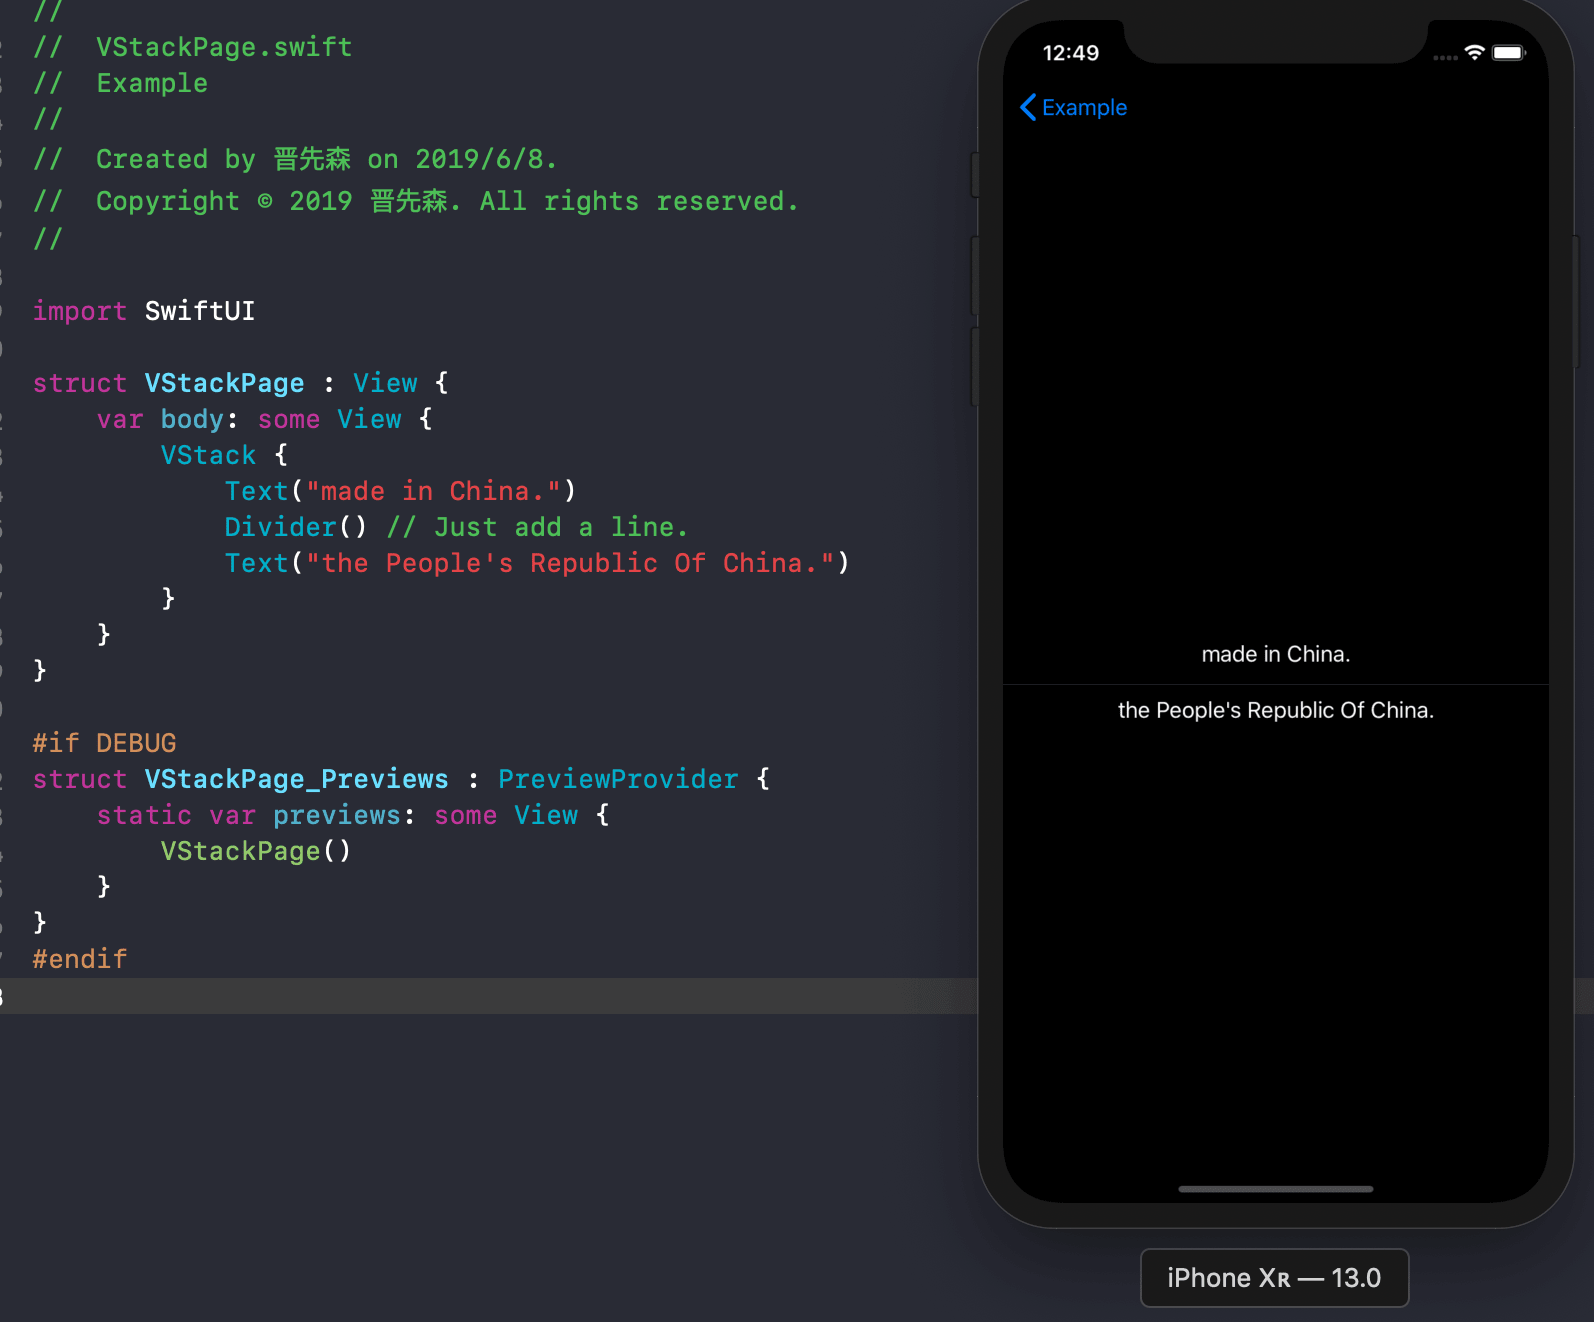 //
//  VStackPage.swift
//  Example
//
//  Created by 晋先森 on 2019/6/8.
//  Copyright © 2019 晋先森. All rights reserved.
//
import SwiftUI
struct VStackPage : View {
    var body: some View {
        VStack {
            Text("made in China.")
            Divider() // Just add a line.
            Text("the People's Republic Of China.")
        }
    }
}
#if DEBUG
struct VStackPage_Previews : PreviewProvider {
    static var previews: some View {
        VStackPage()
    }
}
#endif
12:49
Example
made in China.
the People's Republic Of China.
iPhone Xʀ — 13.0